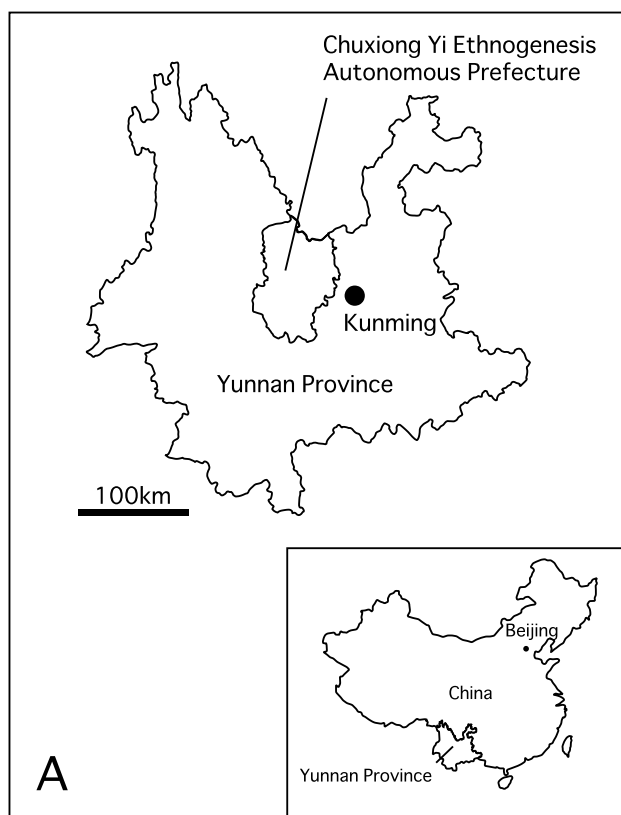 Chuxiong Yi Ethnogenesis
Autonomous Prefecture
Kunming
Yunnan Province
100km
Beijing
China
Yunnan Province
A